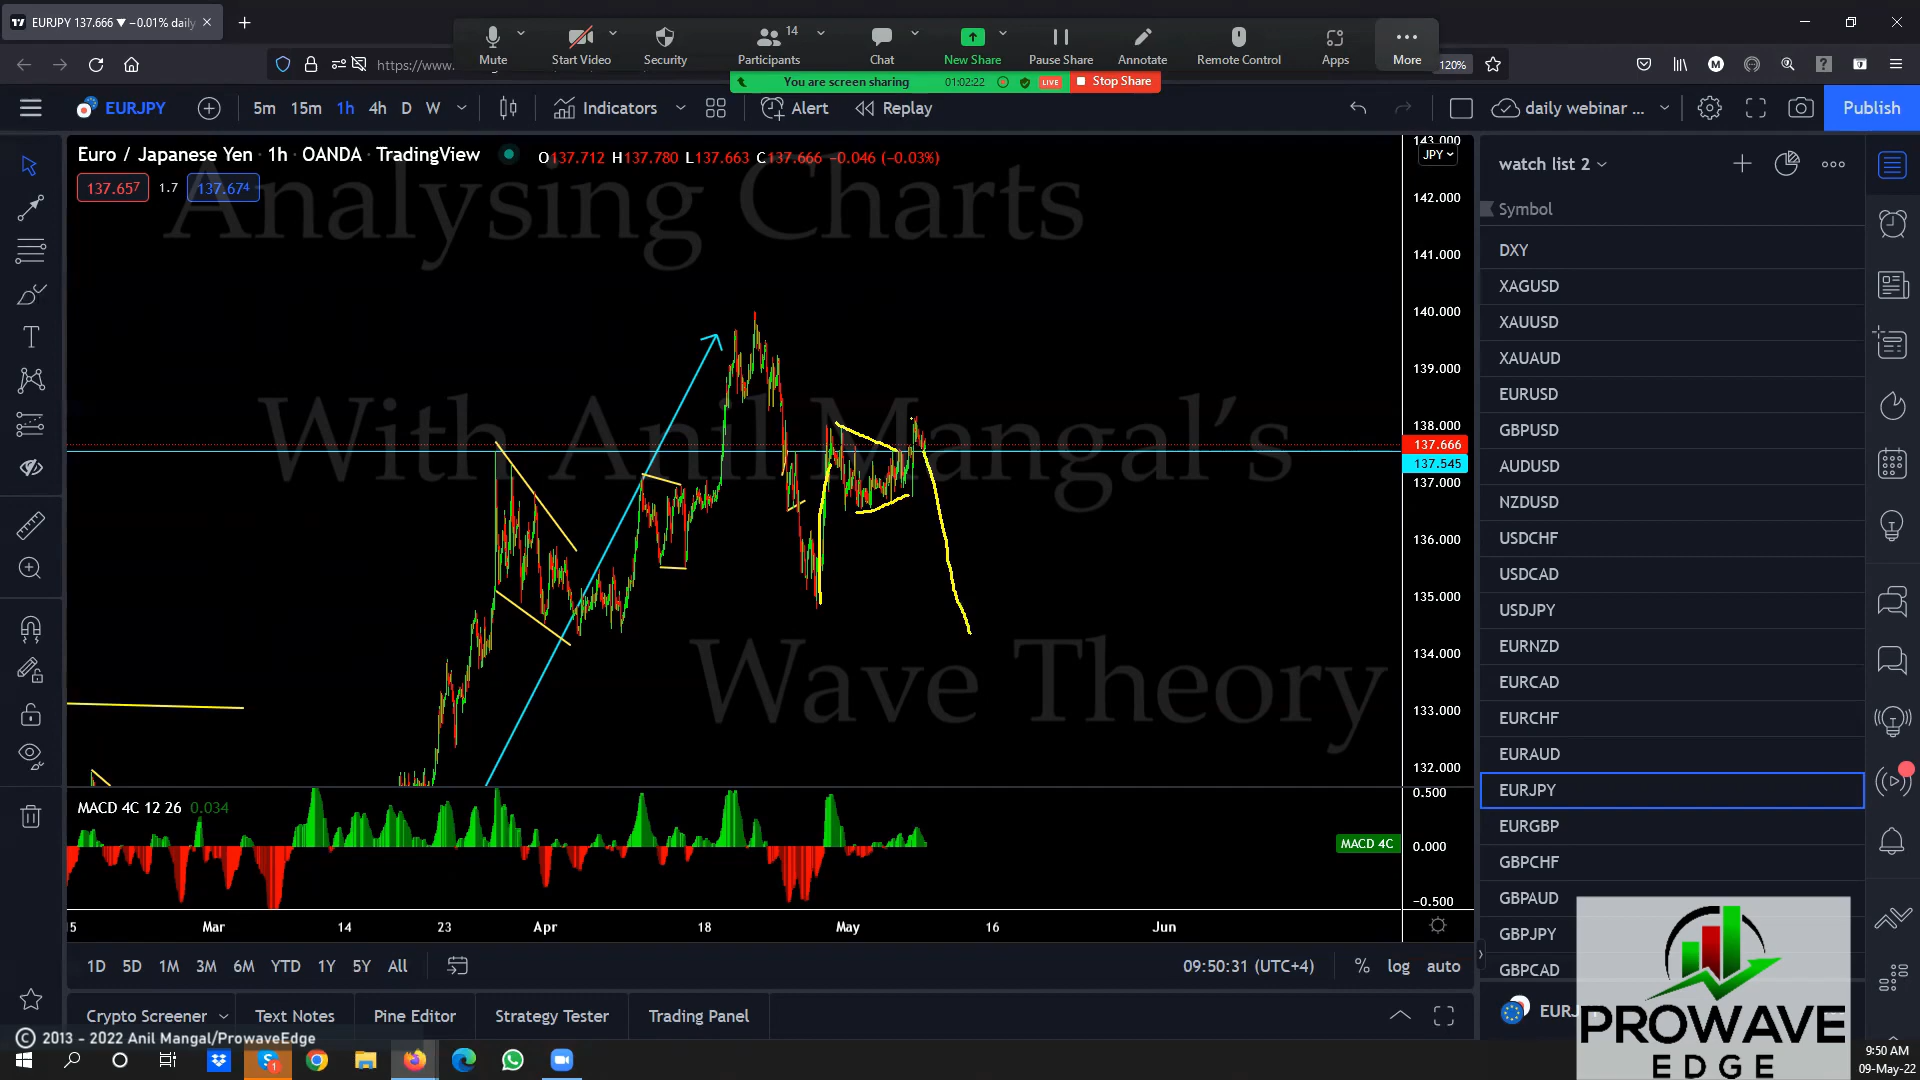 EURJPY 137.666 ▼ −0.01% daily
Mute
Start Video
Security
14
Participants
Chat
New Share
Pause Share
Annotate
Remote Control
Apps
More
https://www.
120%
You are screen sharing
01:02:22
LIVE
Stop Share
EURJPY
5m 15m 1h 4h D W
Indicators
Alert
Replay
daily webinar ...
Publish
Euro / Japanese Yen · 1h · OANDA · TradingView
O137.712 H137.780 L137.663 C137.666 −0.046 (−0.03%)
137.657 1.7 137.674
Analysing Charts
With Anil Mangal's
Wave Theory
143.000
JPY
142.000
141.000
140.000
139.000
138.000
137.666
137.545
137.000
136.000
135.000
134.000
133.000
132.000
MACD 4C 12 26 0.034
0.500
MACD 4C
0.000
−0.500
Mar 14 23 Apr 18 May 16 Jun
1D 5D 1M 3M 6M YTD 1Y 5Y All
09:50:31 (UTC+4)
% log auto
Crypto Screener
Text Notes
Pine Editor
Strategy Tester
Trading Panel
© 2013 - 2022 Anil Mangal/ProwaveEdge
watch list 2
Symbol
DXY
XAGUSD
XAUUSD
XAUAUD
EURUSD
GBPUSD
AUDUSD
NZDUSD
USDCHF
USDCAD
USDJPY
EURNZD
EURCAD
EURCHF
EURAUD
EURJPY
EURGBP
GBPCHF
GBPAUD
GBPJPY
GBPCAD
PROWAVE
EDGE
9:50 AM
09-May-22